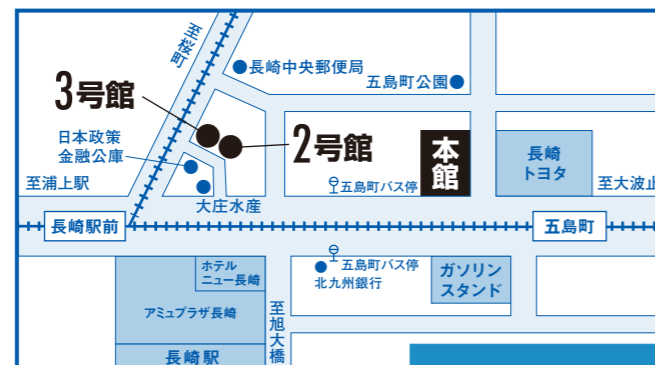 至桜町
長崎中央郵便局
五島町公園
3号館
2号館
本館
日本政策
金融公庫
長崎
トヨタ
至浦上駅
五島町バス停
至大波止
大庄水産
長崎駅前
五島町
ホテル
ニュー長崎
五島町バス停
北九州銀行
ガソリン
スタンド
アミュプラザ長崎
至旭大橋
長崎駅